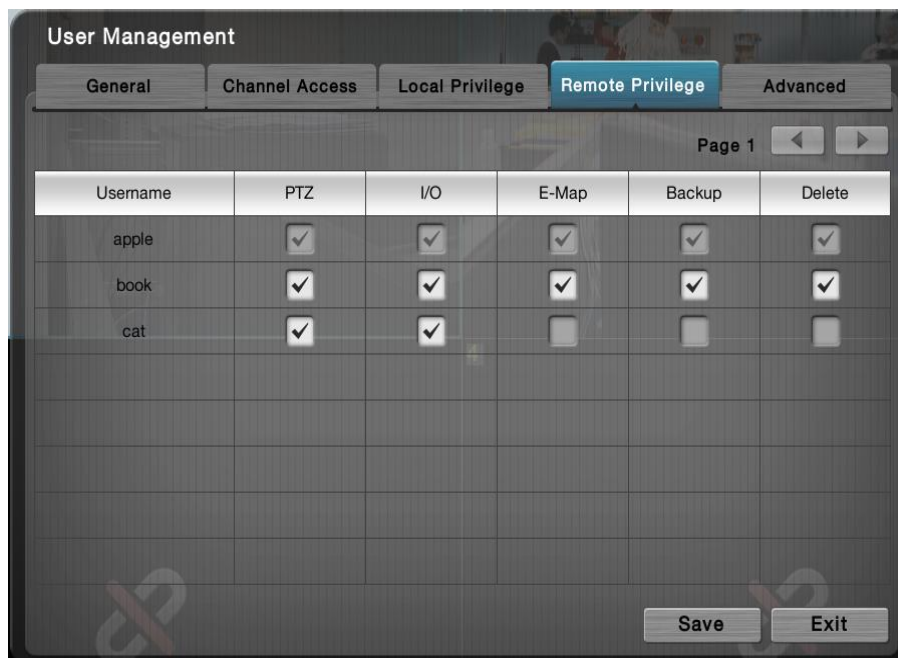 User Management
General Channel Access Local Privilege Remote Privilege Advanced
Page 1
Username PTZ I/O E-Map Backup Delete
apple
book
cat
Save Exit